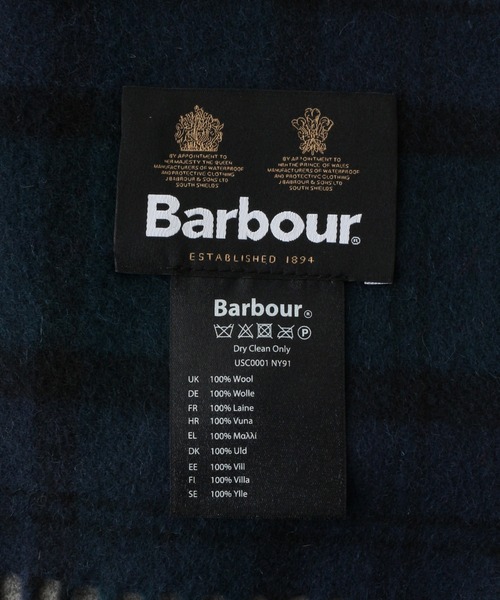 BY APPOINTMENT TO
HER MAJESTY THE QUEEN
MANUFACTURERS OF WATERPROOF
AND PROTECTIVE CLOTHING
J BARBOUR & SONS LTD
SOUTH SHIELDS
BY APPOINTMENT TO
HRH THE PRINCE OF WALES
MANUFACTURERS OF WATERPROOF
AND PROTECTIVE CLOTHING
J BARBOUR & SONS LTD
SOUTH SHIELDS
Barbour®
ESTABLISHED 1894
Barbour®
P
Dry Clean Only
USC0001 NY91
UK 100% Wool
DE 100% Wolle
FR 100% Laine
HR 100% Vuna
EL 100% Μαλλί
DK 100% Uld
EE 100% Vill
FI 100% Villa
SE 100% Ylle